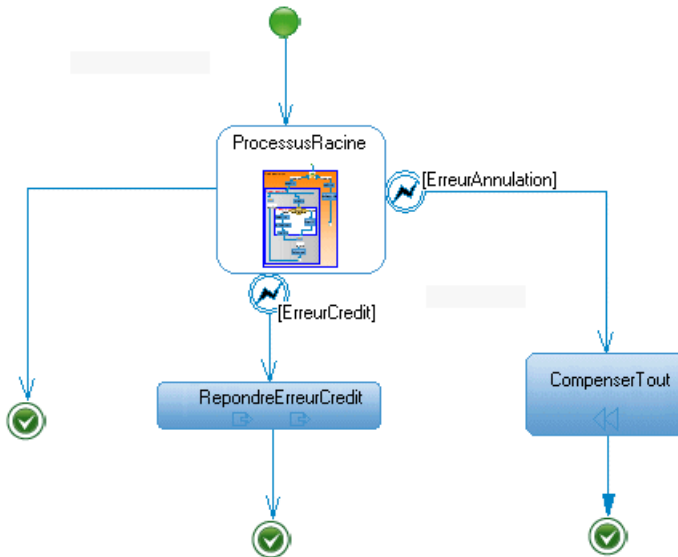 ProcessusRacine
[ErreurAnnulation]
[ErreurCredit]
RepondreErreurCredit
CompenserTout